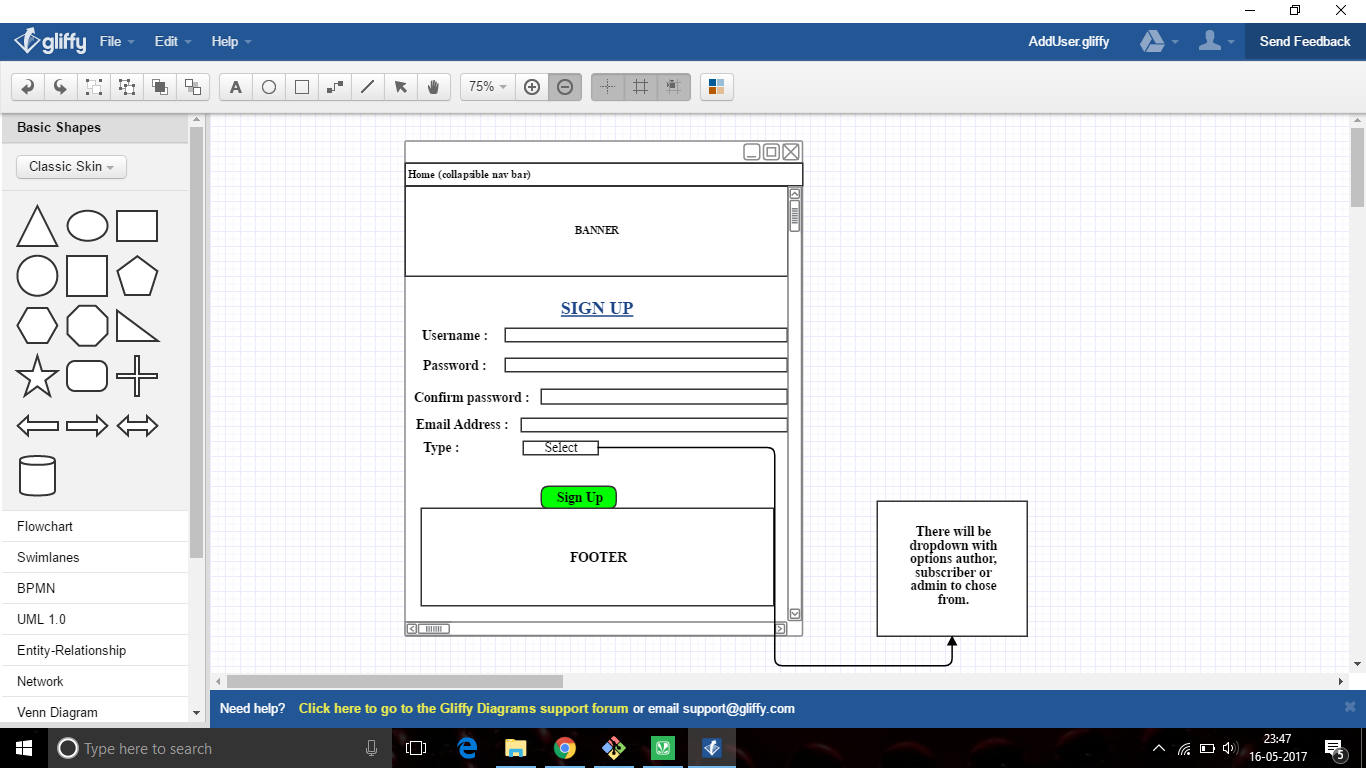 gliffy
File
Edit
Help
AddUser.gliffy
Send Feedback
A
75%
Basic Shapes
Classic Skin
Flowchart
Swimlanes
BPMN
UML 1.0
Entity-Relationship
Network
Venn Diagram
Home (collapsible nav bar)
BANNER
SIGN UP
Username :
Password :
Confirm password :
Email Address :
Type :
Select
Sign Up
FOOTER
There will be
dropdown with
options author,
subscriber or
admin to chose
from.
Need help? Click here to go to the Gliffy Diagrams support forum or email support@gliffy.com
Type here to search
23:47
16-05-2017
5